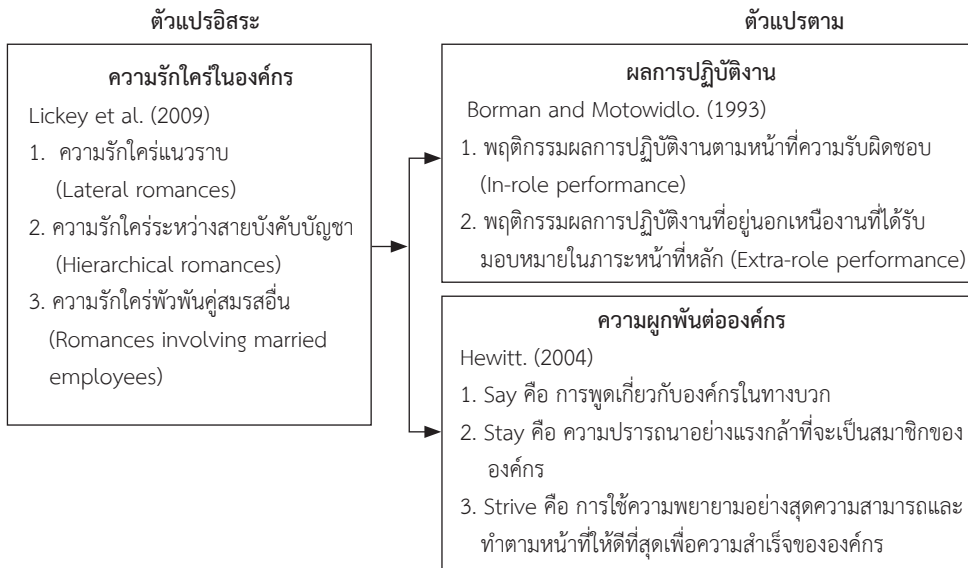 ตัวแปรอิสระ
ความรักใคร่ในองค์กร
Lickey et al. (2009)
1. ความรักใคร่แนวราบ
(Lateral romances)
2. ความรักใคร่ระหว่างสายบังคับบัญชา
(Hierarchical romances)
3. ความรักใคร่พัวพันคู่สมรสอื่น
(Romances involving married
employees)
ตัวแปรตาม
ผลการปฏิบัติงาน
Borman and Motowidlo. (1993)
1. พฤติกรรมผลการปฏิบัติงานตามหน้าที่ความรับผิดชอบ
(In-role performance)
2. พฤติกรรมผลการปฏิบัติงานที่อยู่นอกเหนืองานที่ได้รับ
มอบหมายในภาระหน้าที่หลัก (Extra-role performance)
ความผูกพันต่อองค์กร
Hewitt. (2004)
1. Say คือ การพูดเกี่ยวกับองค์กรในทางบวก
2. Stay คือ ความปรารถนาอย่างแรงกล้าที่จะเป็นสมาชิกของ
องค์กร
3. Strive คือ การใช้ความพยายามอย่างสุดความสามารถและ
ทำตามหน้าที่ให้ดีที่สุดเพื่อความสำเร็จขององค์กร